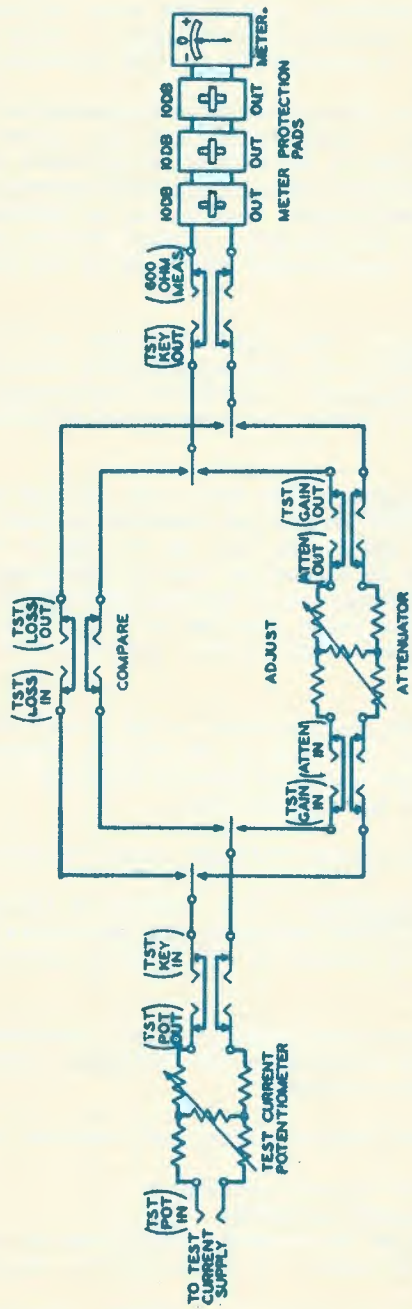 (TST
POT
IN)
TO TEST
CURRENT
SUPPLY
TEST CURRENT
POTENTIOMETER
(TST
POT
OUT)
(TST
KEY
IN)
(TST
LOSS
IN)
(TST
LOSS
OUT)
COMPARE
ADJUST
(TST
GAIN
IN)
(ATTEN
IN)
(ATTEN
OUT)
(TST
GAIN
OUT)
ATTENUATOR
(TST
KEY
OUT)
(600
OHM
MEAS)
10DB
10DB
10DB
- 0 +
OUT
OUT
OUT
METER.
METER PROTECTION
PADS